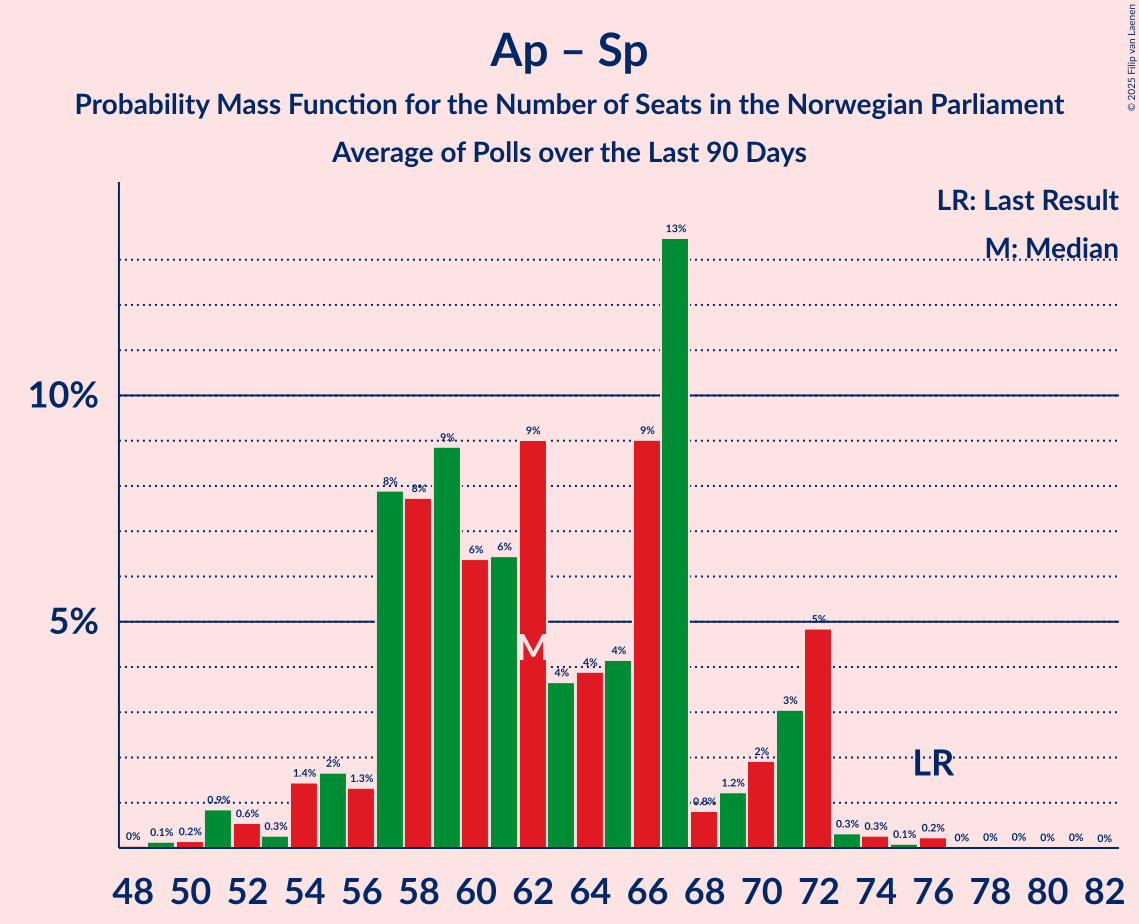 Ap – Sp
Probability Mass Function for the Number of Seats in the Norwegian Parliament
Average of Polls over the Last 90 Days
© 2025 Filip van Laenen
LR: Last Result
M: Median
10%
5%
0% 0.1% 0.2% 0.9% 0.6% 0.3% 1.4% 2% 1.3% 8% 8% 9% 6% 6% 9% 4% 4% 4% 9% 13% 0.8% 1.2% 2% 3% 5% 0.3% 0.3% 0.1% 0.2% 0% 0% 0% 0% 0% 0%
M
LR
48 50 52 54 56 58 60 62 64 66 68 70 72 74 76 78 80 82